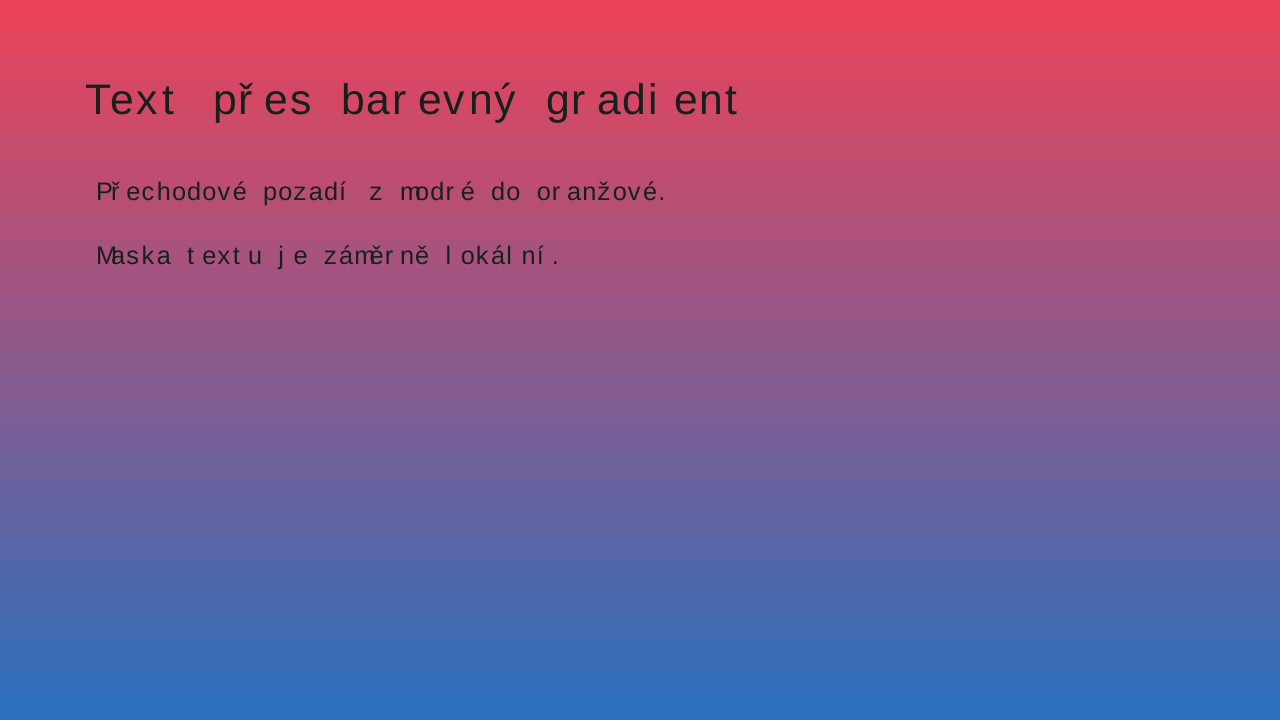 Text přes barevný gradient
Přechodové pozadí z modré do oranžové.
Maska textu je záměrně lokální.